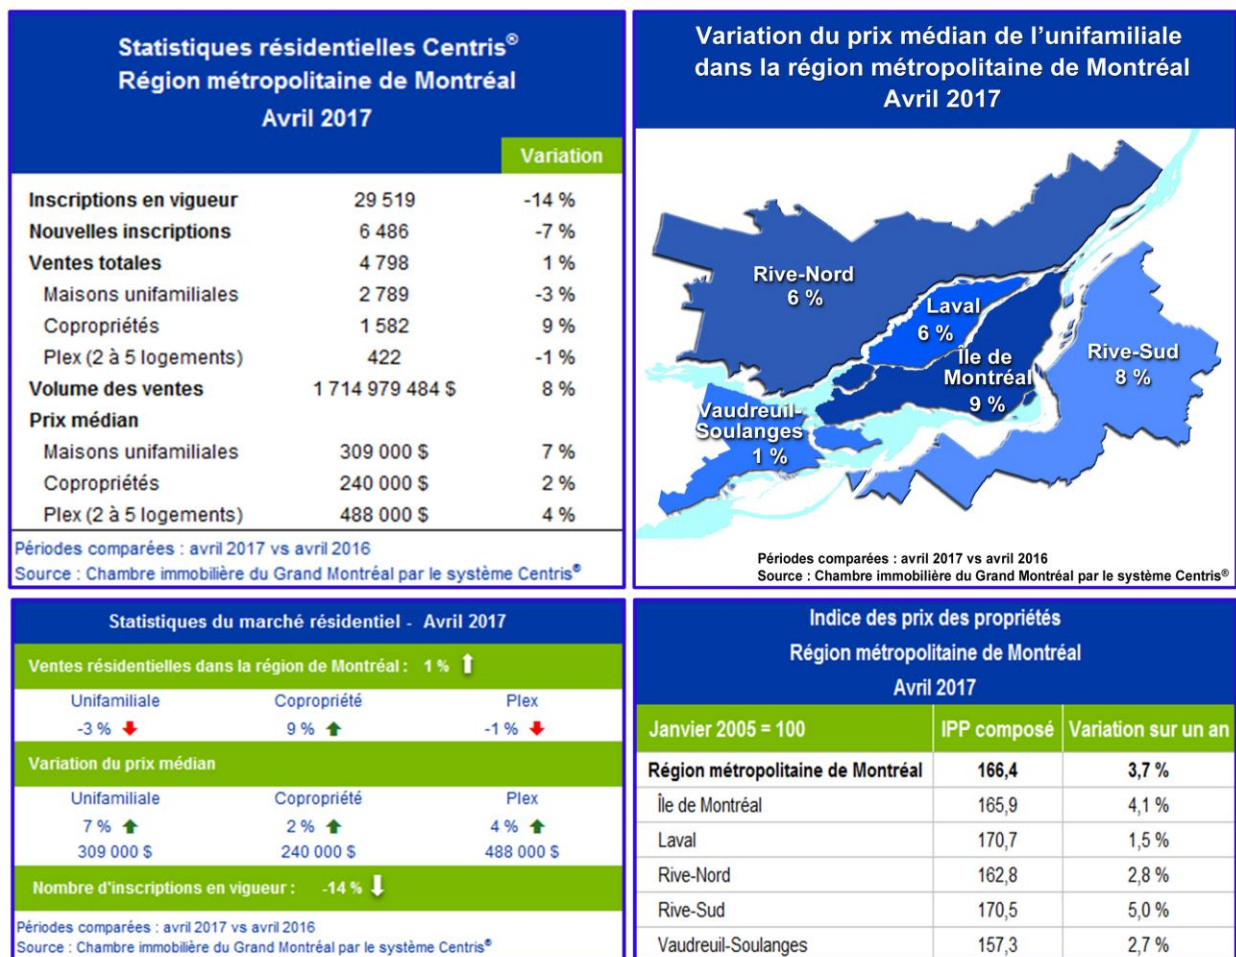 Statistiques résidentielles Centris®
Région métropolitaine de Montréal
Avril 2017
Variation
Inscriptions en vigueur 29 519 -14 %
Nouvelles inscriptions 6 486 -7 %
Ventes totales 4 798 1 %
Maisons unifamiliales 2 789 -3 %
Copropriétés 1 582 9 %
Plex (2 à 5 logements) 422 -1 %
Volume des ventes 1 714 979 484 $ 8 %
Prix médian
Maisons unifamiliales 309 000 $ 7 %
Copropriétés 240 000 $ 2 %
Plex (2 à 5 logements) 488 000 $ 4 %
Périodes comparées : avril 2017 vs avril 2016
Source : Chambre immobilière du Grand Montréal par le système Centris®
Variation du prix médian de l'unifamiliale
dans la région métropolitaine de Montréal
Avril 2017
Rive-Nord
6 %
Laval
6 %
Île de
Montréal
9 %
Rive-Sud
8 %
Vaudreuil-
Soulanges
1 %
Périodes comparées : avril 2017 vs avril 2016
Source : Chambre immobilière du Grand Montréal par le système Centris®
Statistiques du marché résidentiel - Avril 2017
Ventes résidentielles dans la région de Montréal : 1 %
Unifamiliale Copropriété Plex
-3 % 9 % -1 %
Variation du prix médian
Unifamiliale Copropriété Plex
7 % 2 % 4 %
309 000 $ 240 000 $ 488 000 $
Nombre d'inscriptions en vigueur : -14 %
Périodes comparées : avril 2017 vs avril 2016
Source : Chambre immobilière du Grand Montréal par le système Centris®
Indice des prix des propriétés
Région métropolitaine de Montréal
Avril 2017
Janvier 2005 = 100 IPP composé Variation sur un an
Région métropolitaine de Montréal 166,4 3,7 %
Île de Montréal 165,9 4,1 %
Laval 170,7 1,5 %
Rive-Nord 162,8 2,8 %
Rive-Sud 170,5 5,0 %
Vaudreuil-Soulanges 157,3 2,7 %